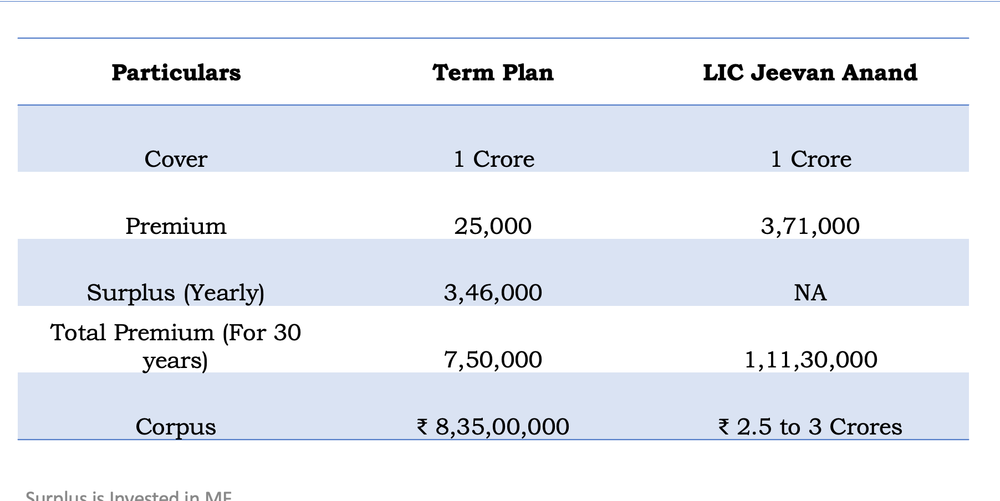 Particulars Term Plan LIC Jeevan Anand
Cover 1 Crore 1 Crore
Premium 25,000 3,71,000
Surplus (Yearly) 3,46,000 NA
Total Premium (For 30
years) 7,50,000 1,11,30,000
Corpus ₹ 8,35,00,000 ₹ 2.5 to 3 Crores
Surplus is Invested in MF